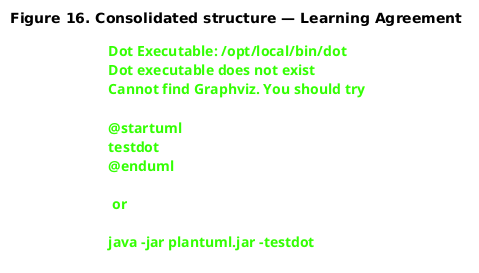 Figure 16. Consolidated structure — Learning Agreement
Dot Executable: /opt/local/bin/dot
Dot executable does not exist
Cannot find Graphviz. You should try
@startuml
testdot
@enduml
or
java -jar plantuml.jar -testdot